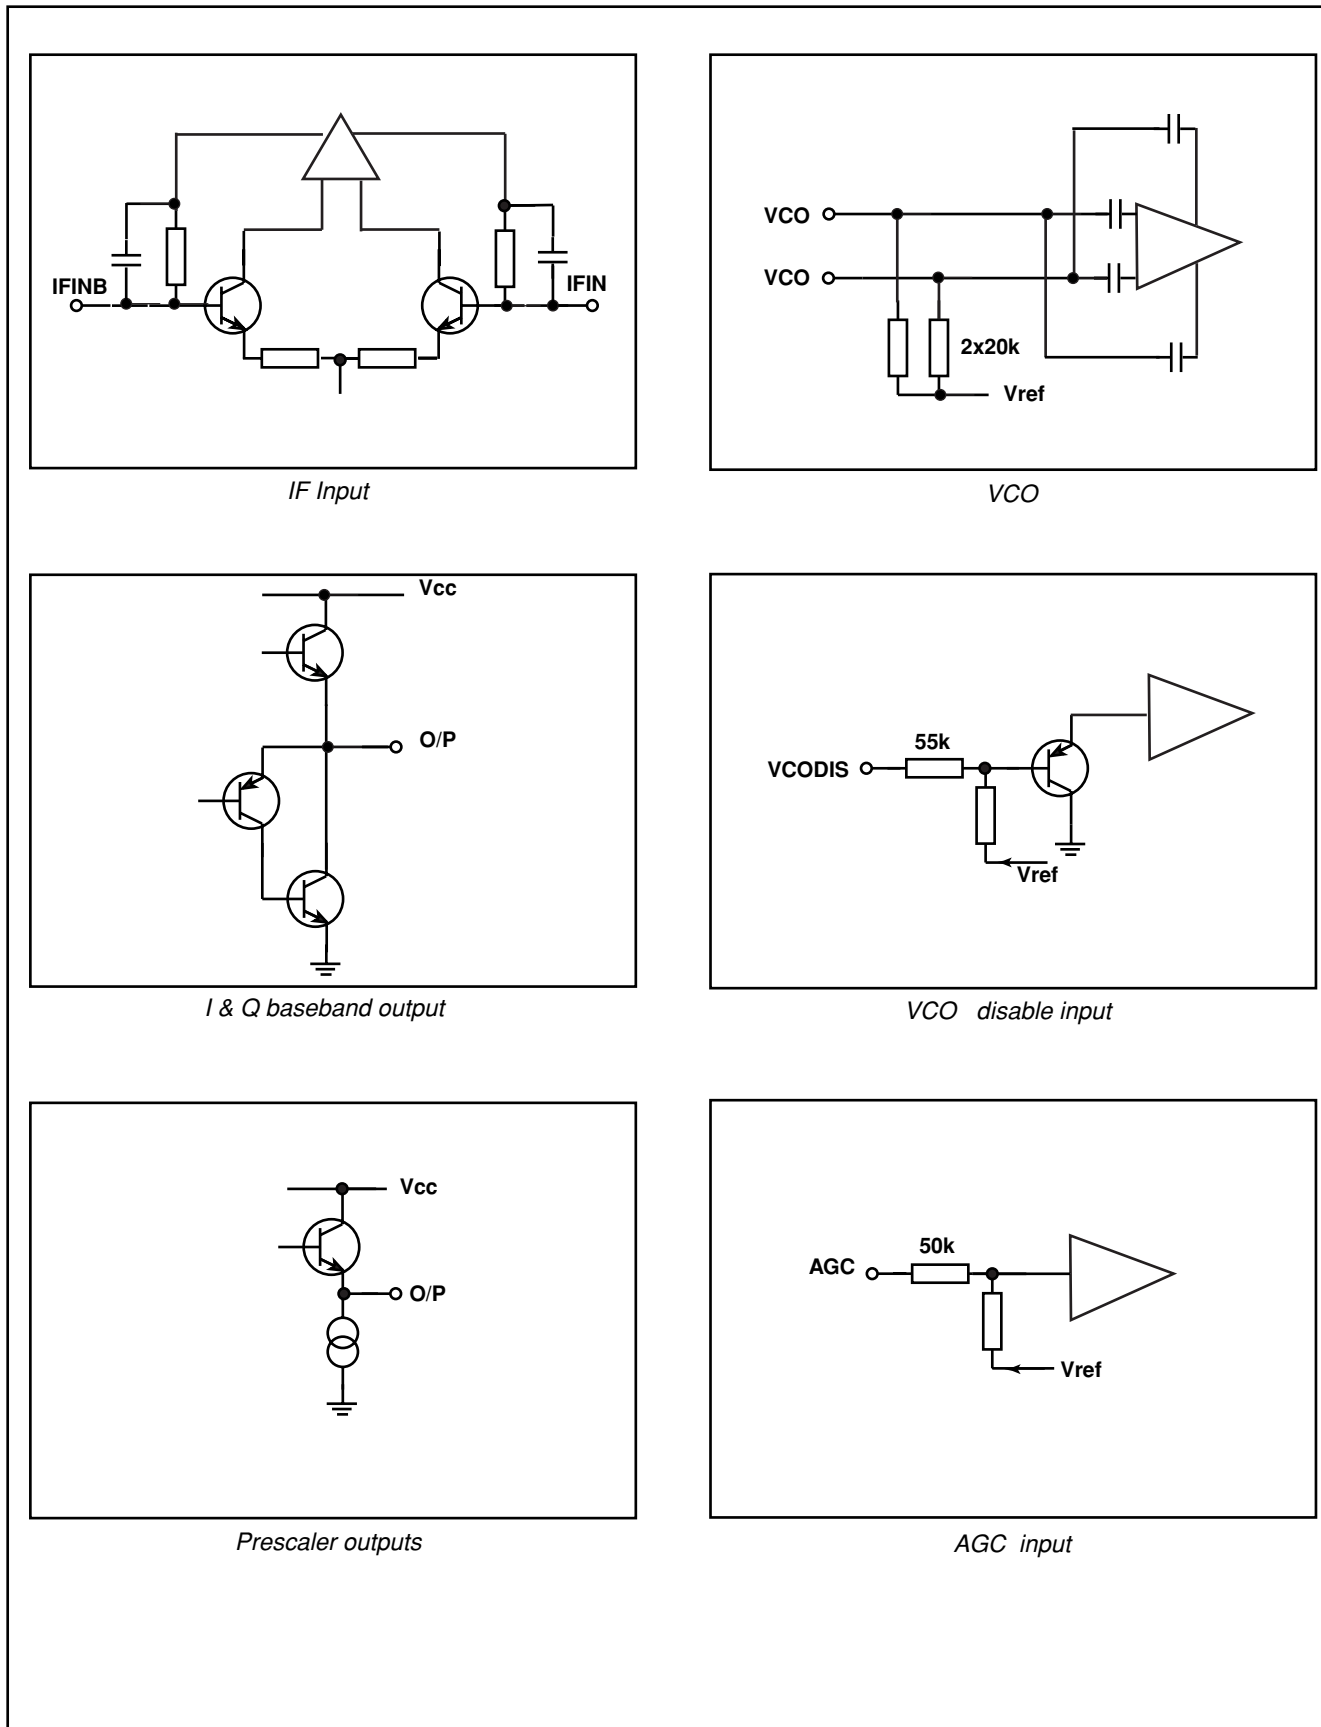 IFINB
IFIN
IF Input
VCO
VCO
2x20k
Vref
VCO
Vcc
O/P
I & Q baseband output
55k
VCODIS
Vref
VCO disable input
Vcc
O/P
Prescaler outputs
50k
AGC
Vref
AGC input